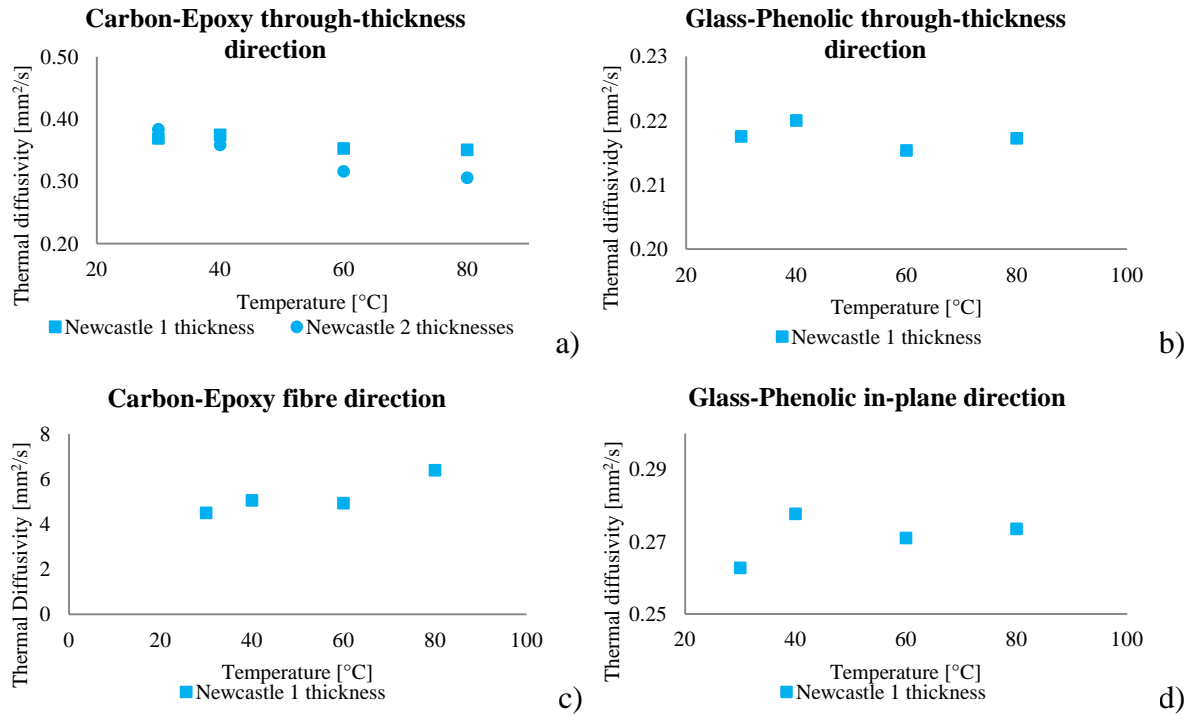 Carbon-Epoxy through-thickness
direction
Thermal diffusivity [mm²/s]
0.50
0.40
0.30
0.20
20
40
60
80
Temperature [°C]
Newcastle 1 thickness
Newcastle 2 thicknesses
a)
Glass-Phenolic through-thickness
direction
Thermal diffusividy [mm²/s]
0.23
0.22
0.21
0.20
20
40
60
80
100
Temperature [°C]
Newcastle 1 thickness
b)
Carbon-Epoxy fibre direction
Thermal Diffusivity [mm²/s]
8
6
4
2
0
0
20
40
60
80
100
Temperature [°C]
Newcastle 1 thickness
c)
Glass-Phenolic in-plane direction
Thermal diffusivity [mm²/s]
0.29
0.27
0.25
20
40
60
80
100
Temperature [°C]
Newcastle 1 thickness
d)